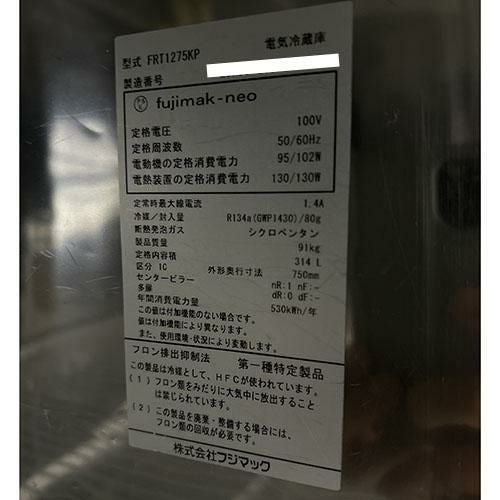 型式 FRT1275KP 電気冷蔵庫
製造番号
fujimak-neo
定格電圧 100V
定格周波数 50/60Hz
電動機の定格消費電力 95/102W
電熱装置の定格消費電力 130/130W
定常時最大線電流 1.4A
冷媒/封入量 R134a(GWP1430)/80g
断熱発泡ガス シクロペンタン
製品質量 91kg
定格内容積 314 L
区分 IC 外形奥行寸法 750mm
センターピラー nR:1 nF:-
多扉 dR:0 dF:-
年間消費電力量 530kWh/年
この値は付加機能のない場合です。
値は付加機能により異なります。
また、使用環境・状況により変動します。
フロン排出抑制法 第一種特定製品
この製品は冷媒として、HFCが使われています。
(1) フロン類をみだりに大気中に放出すること
は禁じられています。
(2) この製品を廃棄・整備する場合には、
フロン類の回収が必要です。
株式会社フジマック